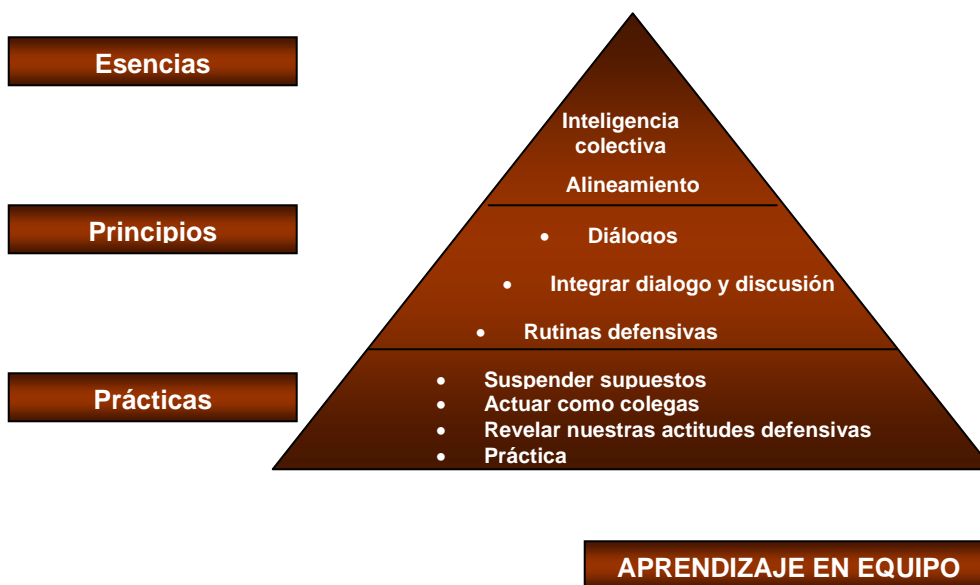 Esencias
Inteligencia
colectiva
Alineamiento
Principios
• Diálogos
• Integrar dialogo y discusión
• Rutinas defensivas
Prácticas
• Suspender supuestos
• Actuar como colegas
• Revelar nuestras actitudes defensivas
• Práctica
APRENDIZAJE EN EQUIPO